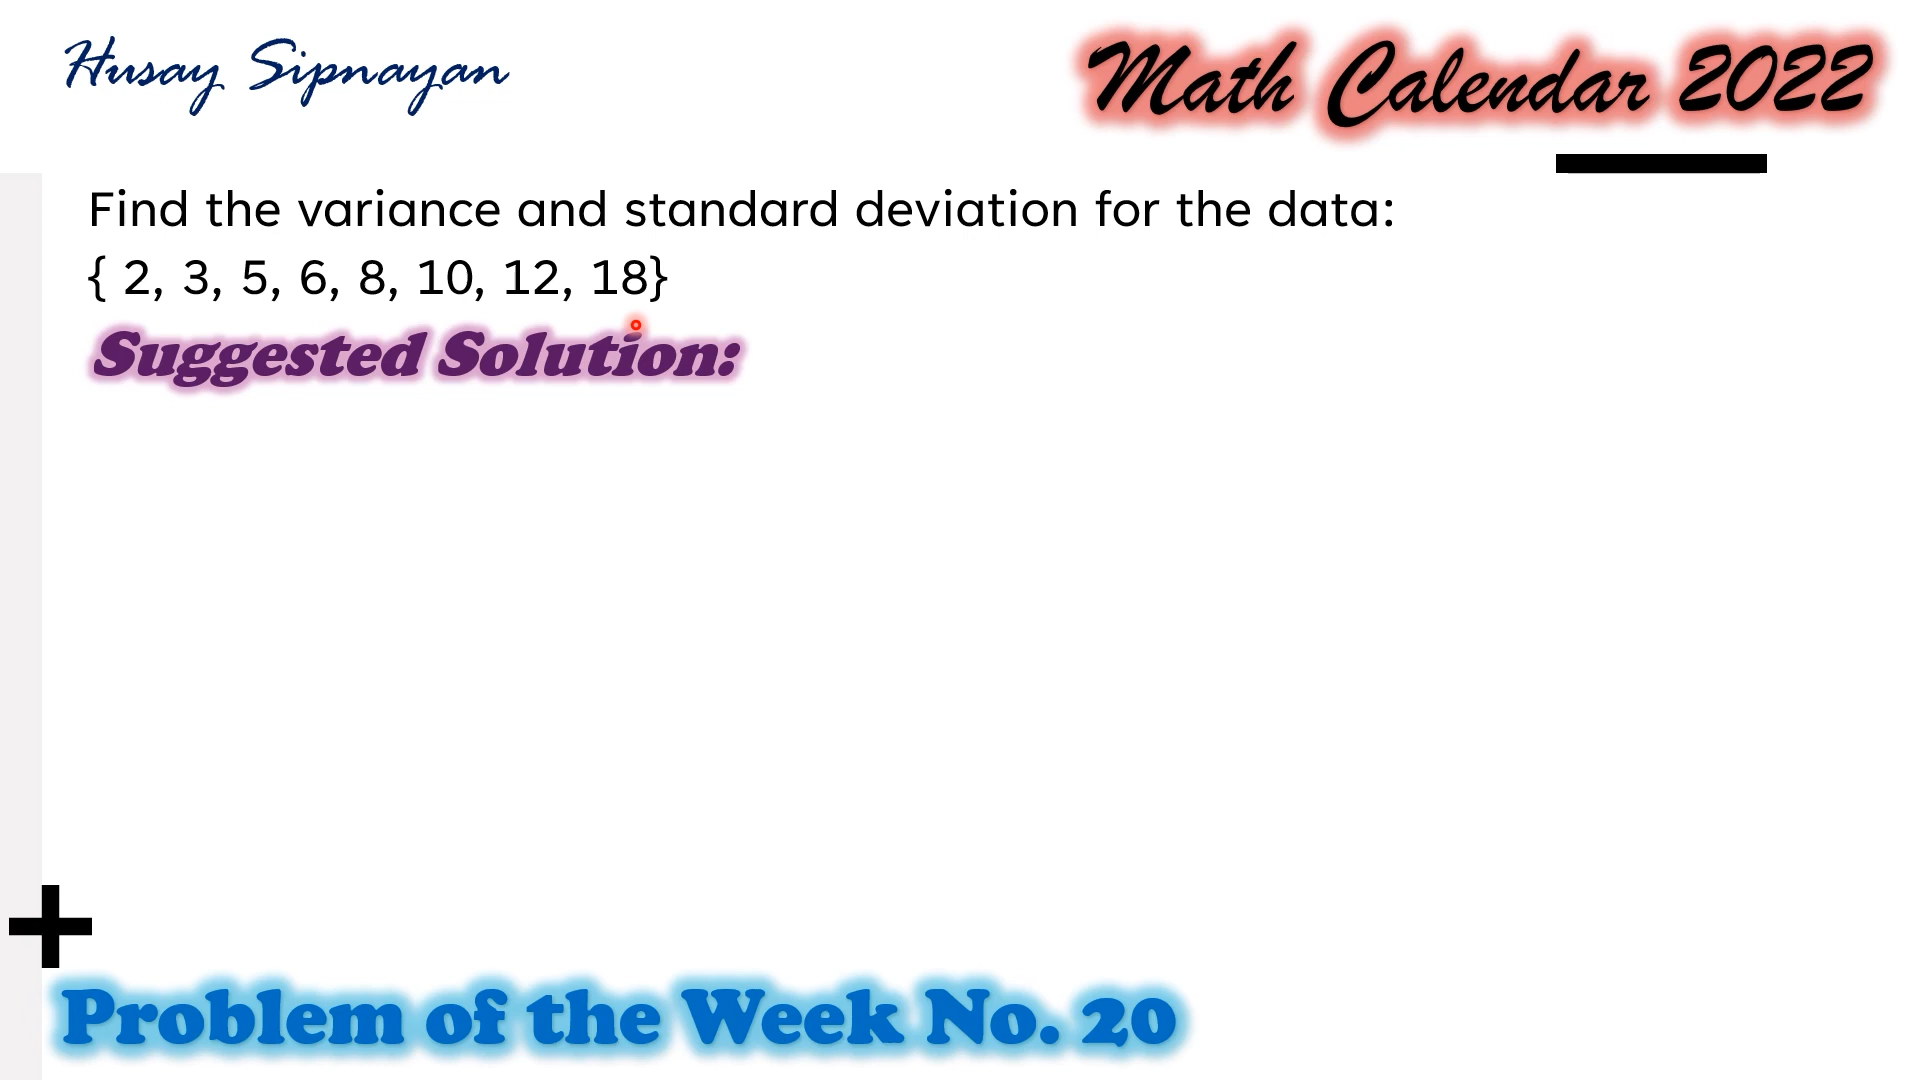 Husay Sipnayan
Math Calendar 2022
Find the variance and standard deviation for the data:
{ 2, 3, 5, 6, 8, 10, 12, 18}
Suggested Solution:
Problem of the Week No. 20